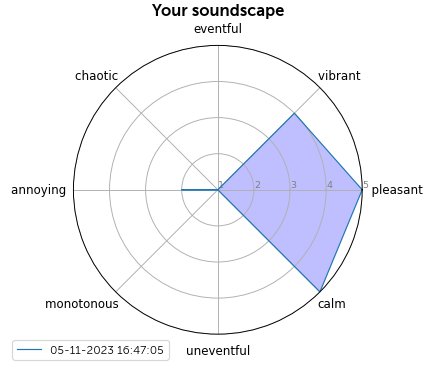 Your soundscape
eventful
chaotic
vibrant
annoying
1
2
3
4
5
pleasant
monotonous
calm
uneventful
05-11-2023 16:47:05